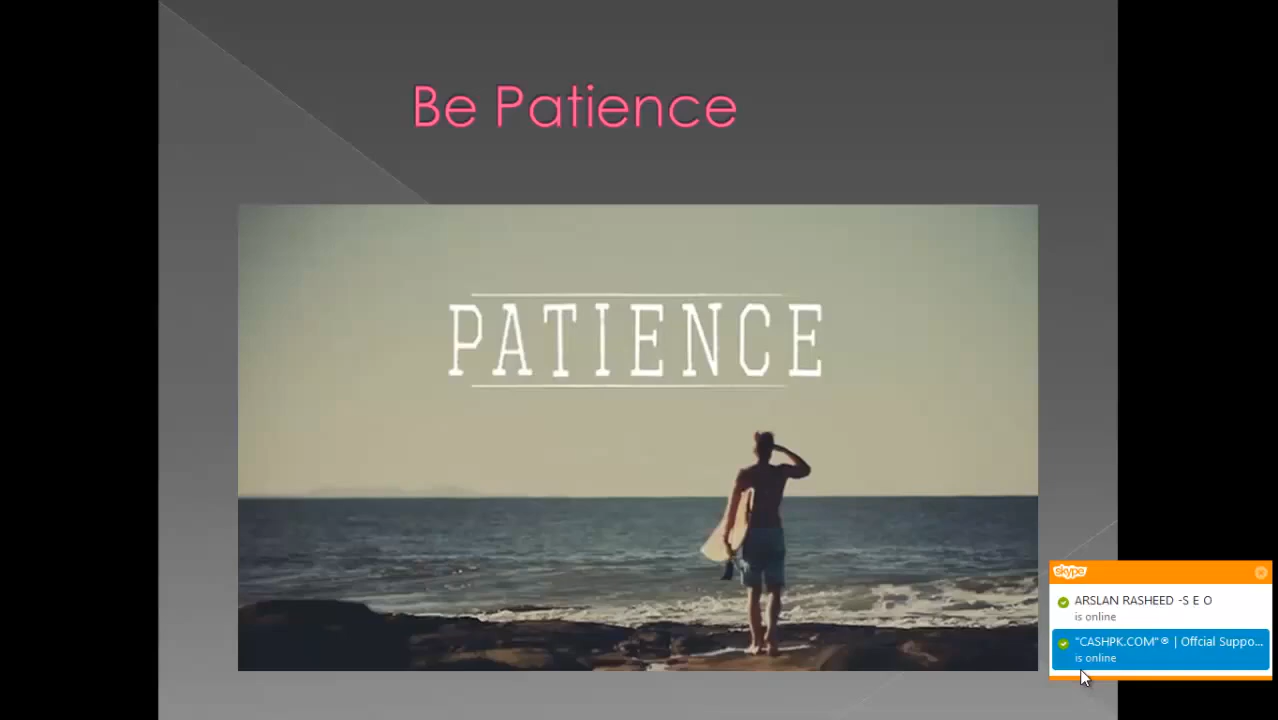 Be Patience
PATIENCE
skype
ARSLAN RASHEED -S E O
is online
"CASHPK.COM"® | Offcial Suppo...
is online